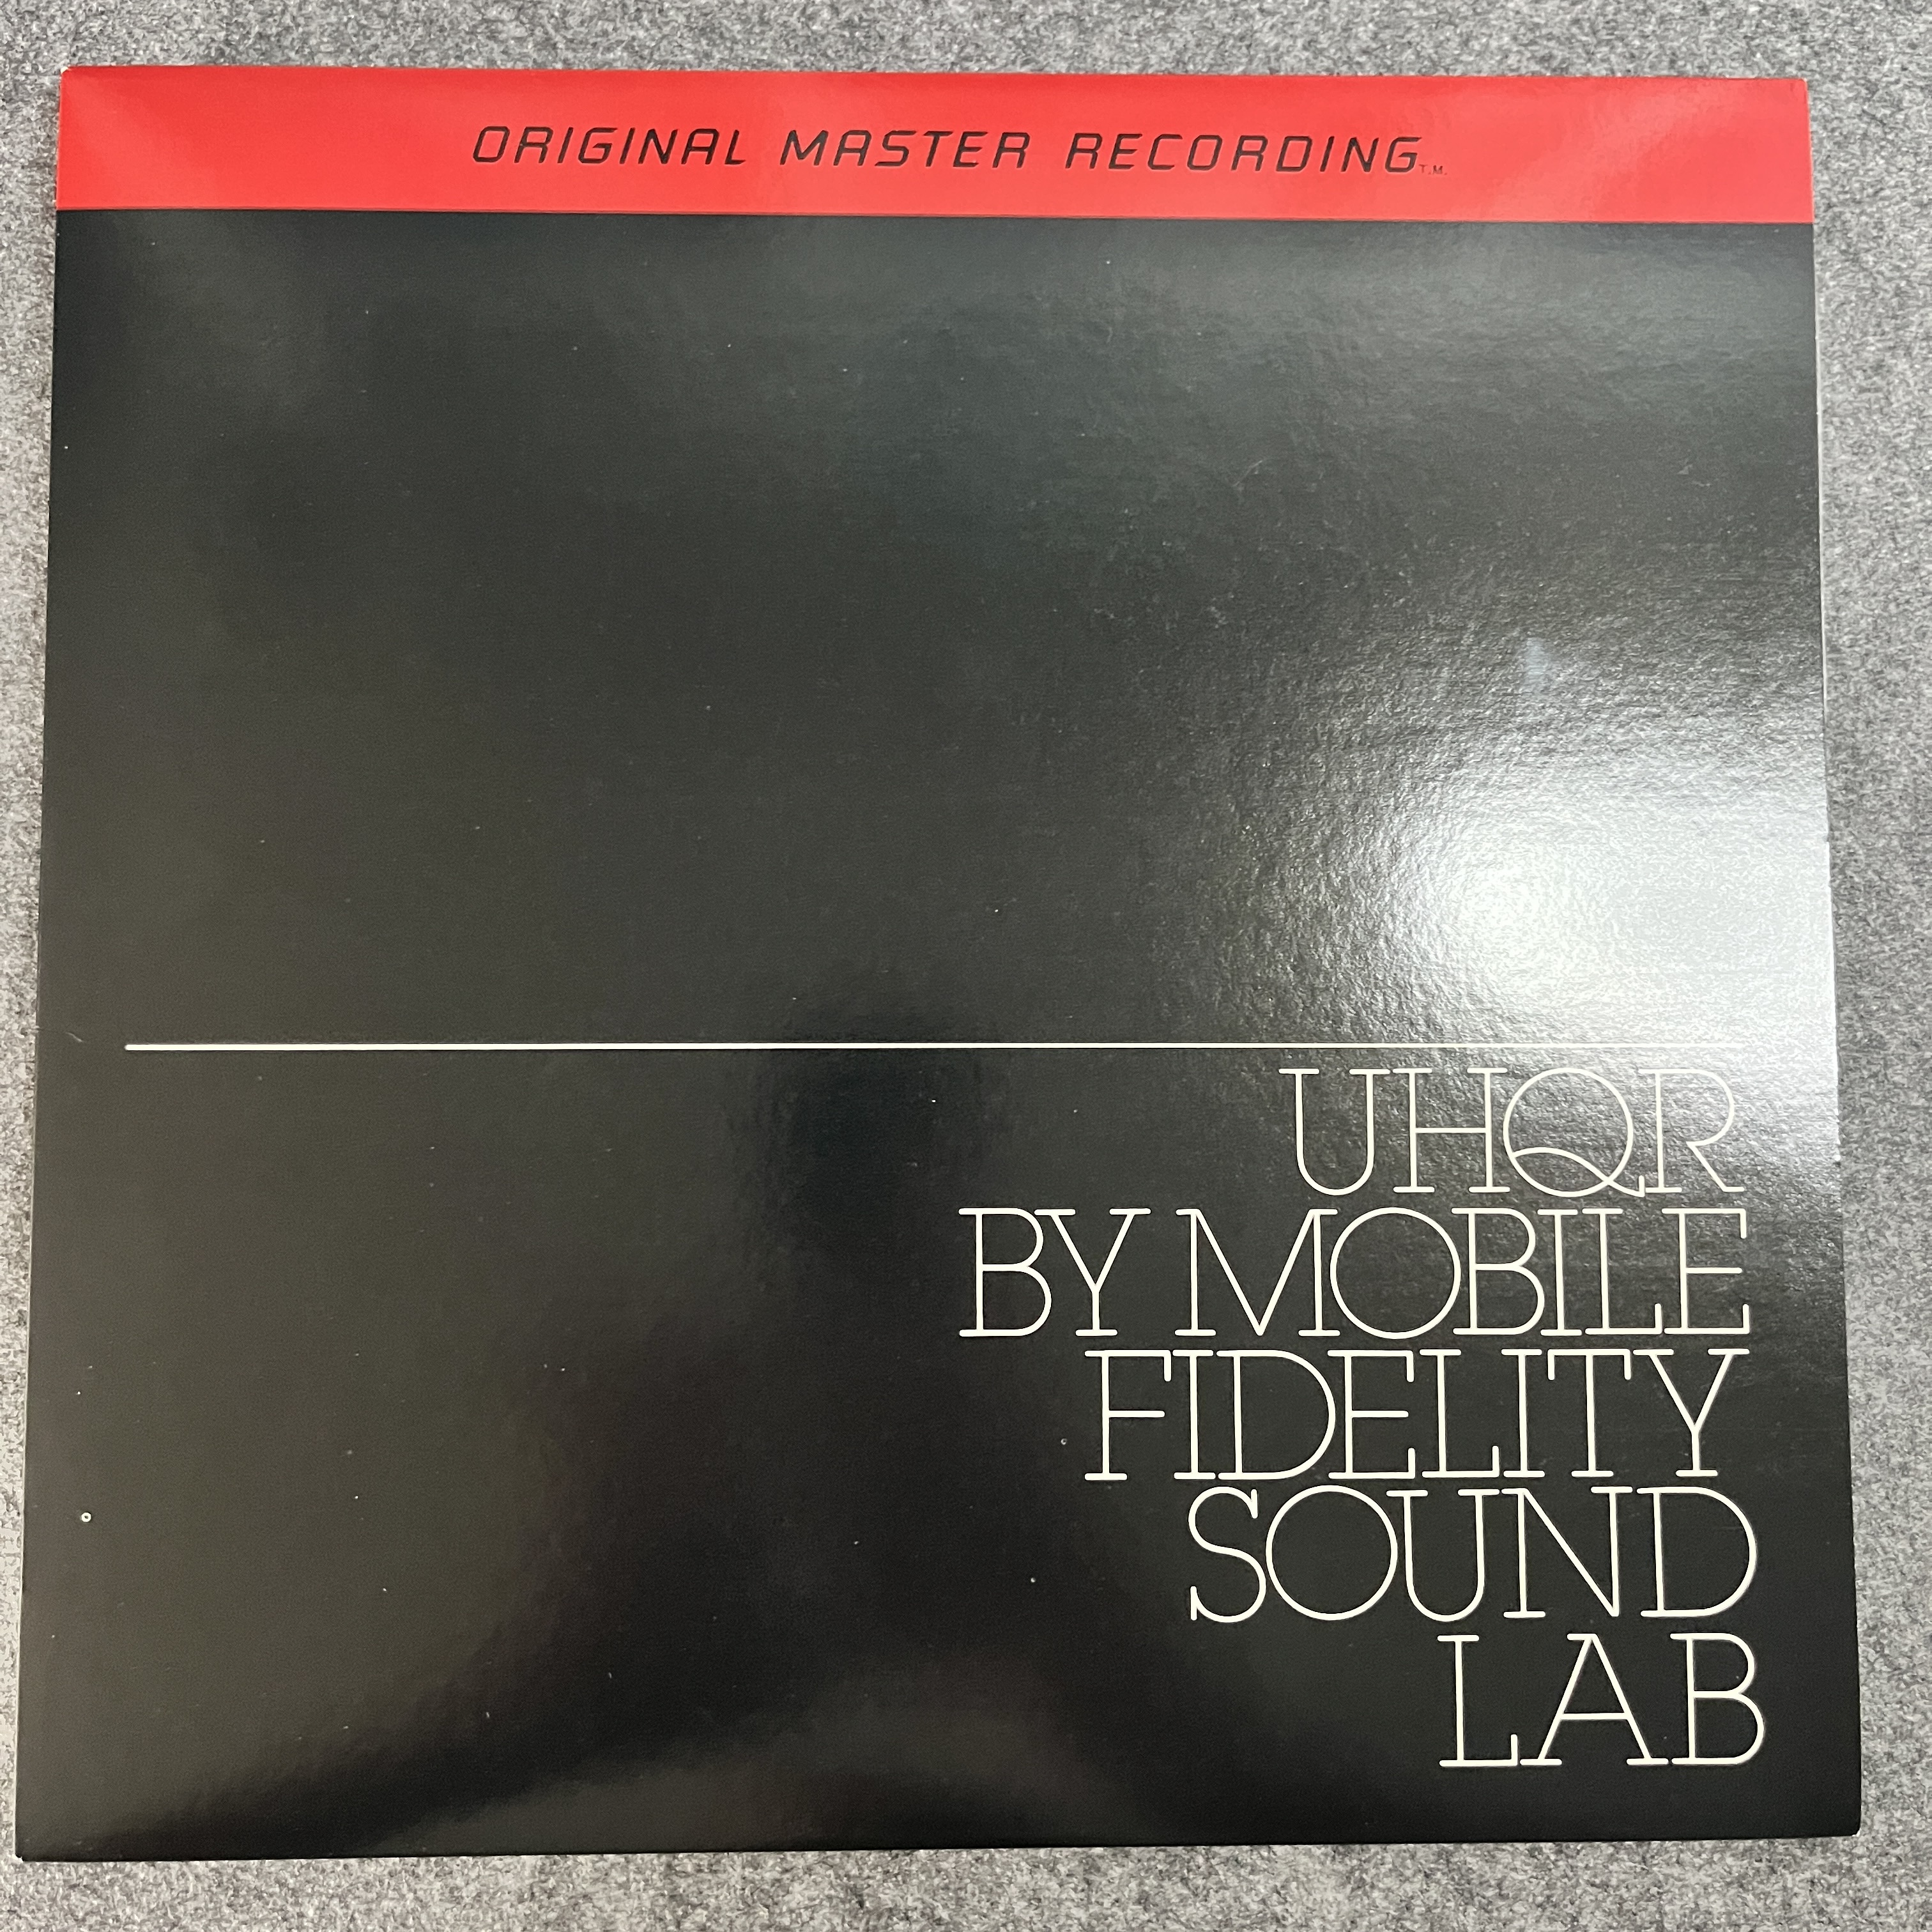 ORIGINAL MASTER RECORDING T.M.
UHQR
BY MOBILE
FIDELITY
SOUND
LAB